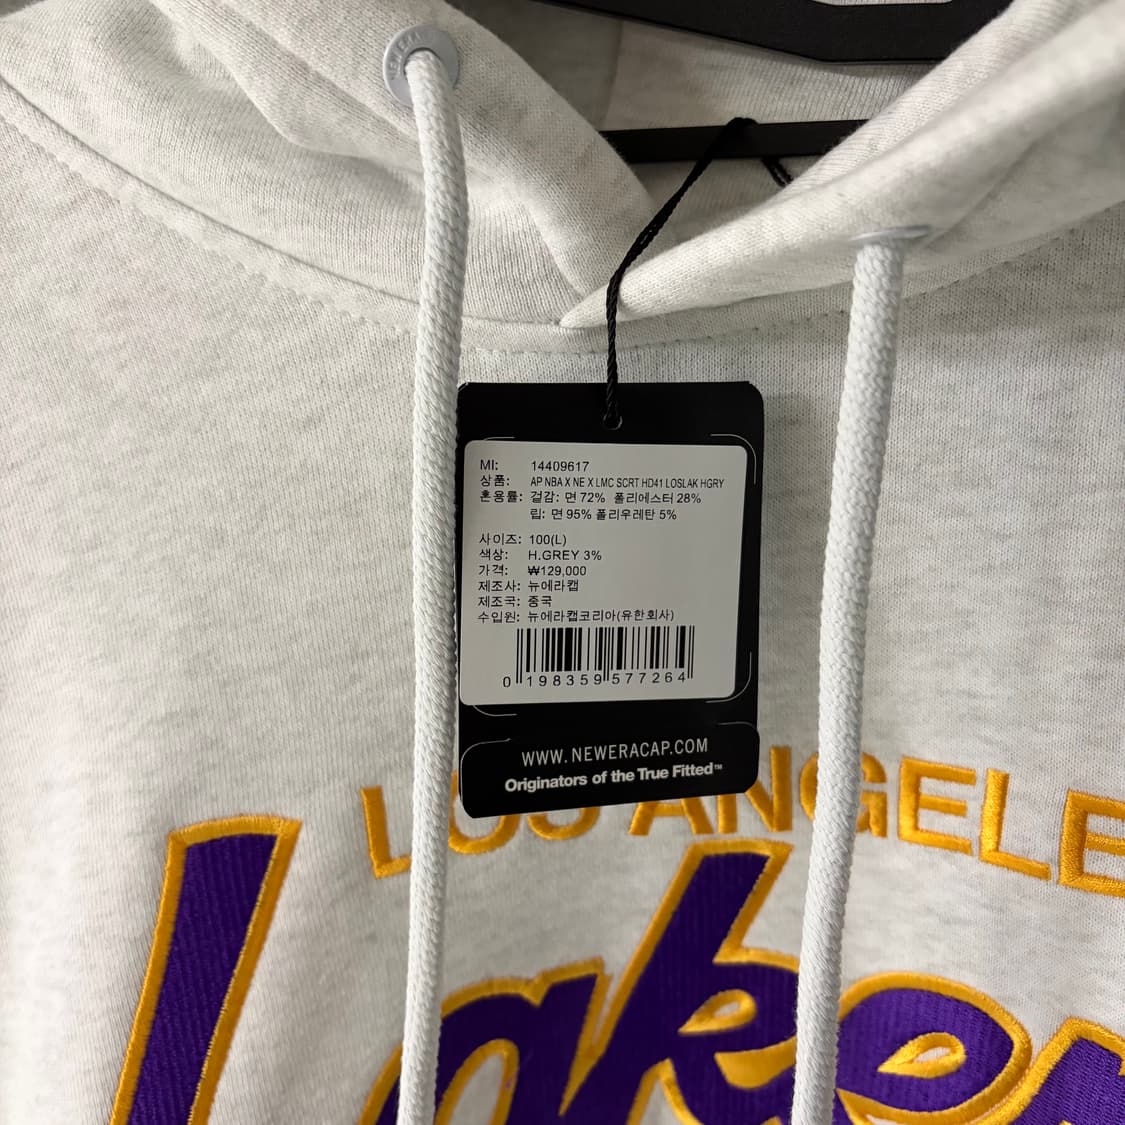 MI: 14409617
상품: AP NBA X NE X LMC SCRT HD41 LOSLAK HGRY
혼용률: 겉감: 면 72% 폴리에스터 28%
립: 면 95% 폴리우레탄 5%
사이즈: 100(L)
색상: H.GREY 3%
가격: ₩129,000
제조사: 뉴에라캡
제조국: 중국
수입원: 뉴에라캡코리아(유한회사)
0 198359 577264
WWW.NEWERACAP.COM
Originators of the True Fitted™
LOS ANGELE
Laker